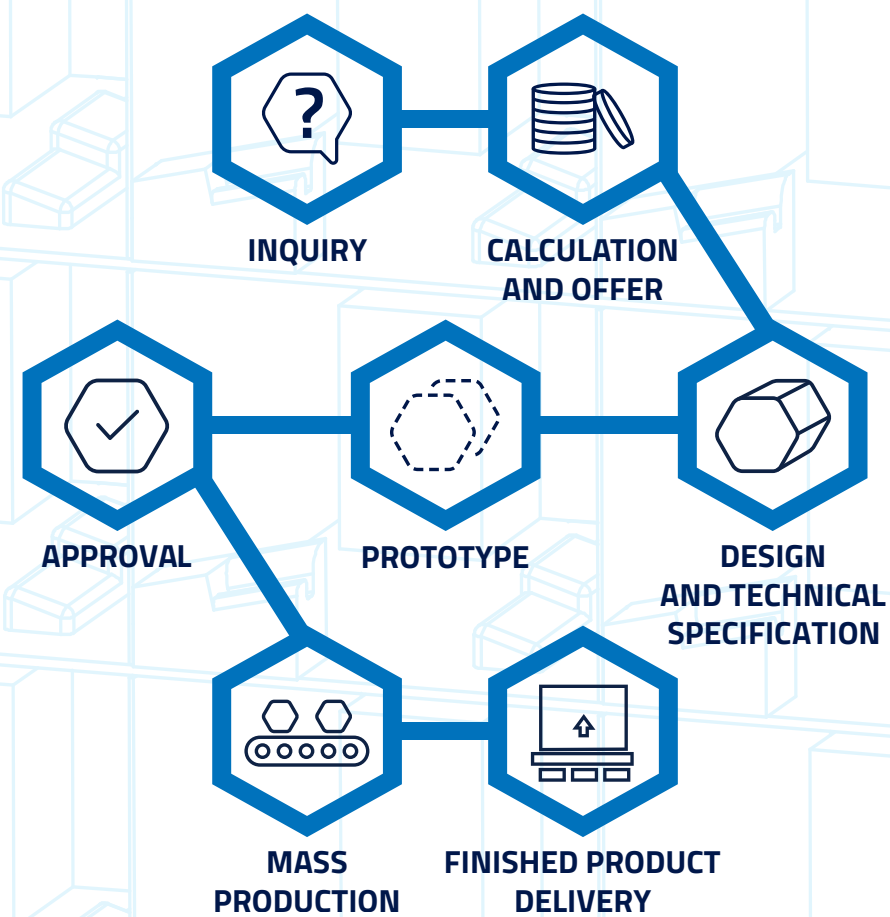 ?
INQUIRY
CALCULATION
AND OFFER
APPROVAL
PROTOTYPE
DESIGN
AND TECHNICAL
SPECIFICATION
MASS
PRODUCTION
FINISHED PRODUCT
DELIVERY